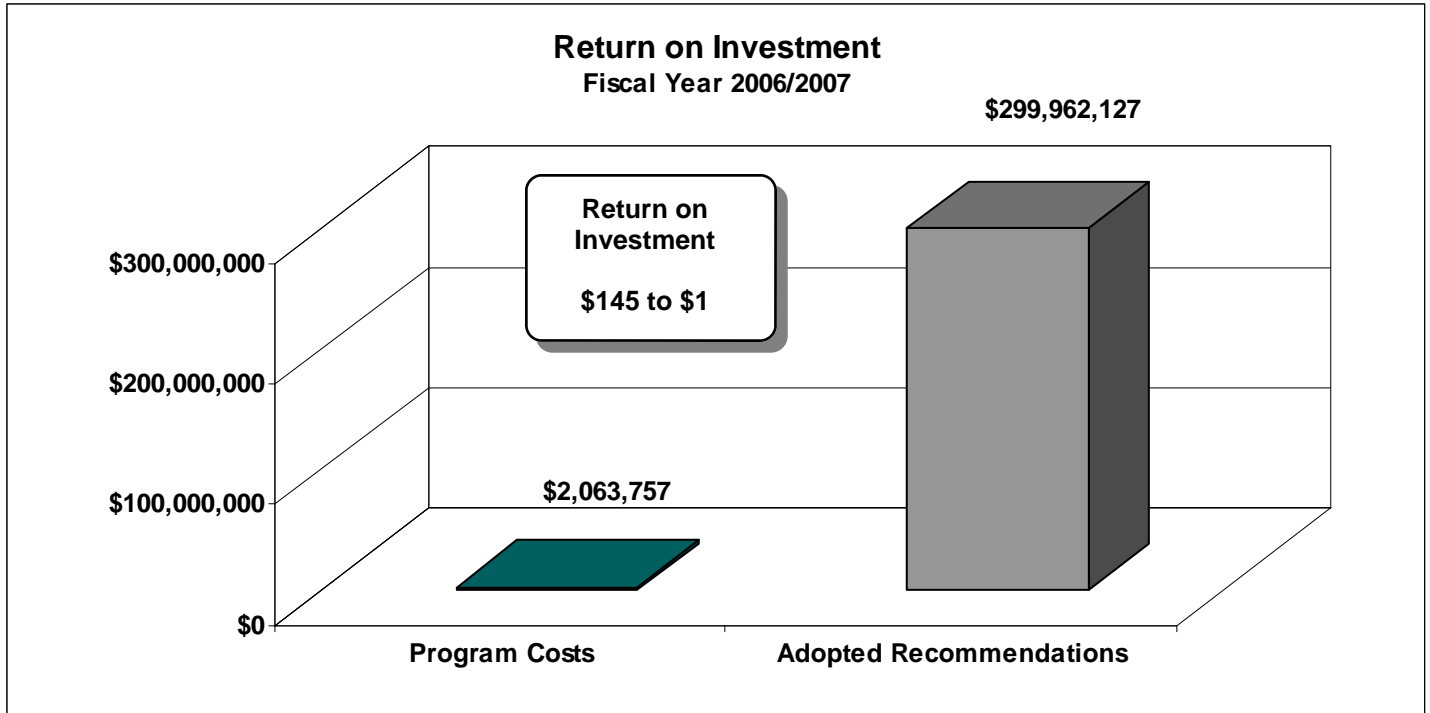 Return on Investment
Fiscal Year 2006/2007
$299,962,127
Return on
Investment
$145 to $1
$300,000,000
$200,000,000
$100,000,000
$0
$2,063,757
Program Costs
Adopted Recommendations